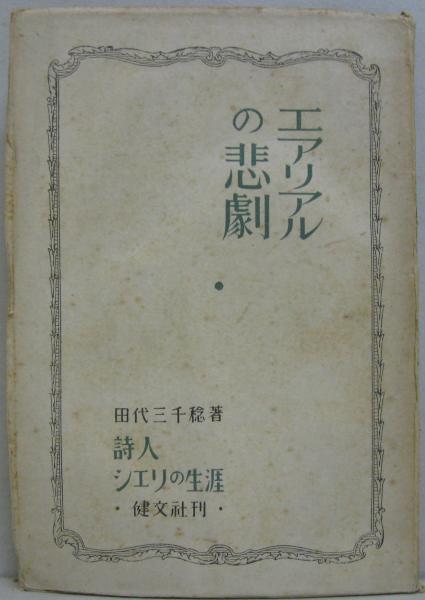 エアリアル
の悲劇
・
田代三千稔著
詩人
シエリの生涯
・健文社刊・